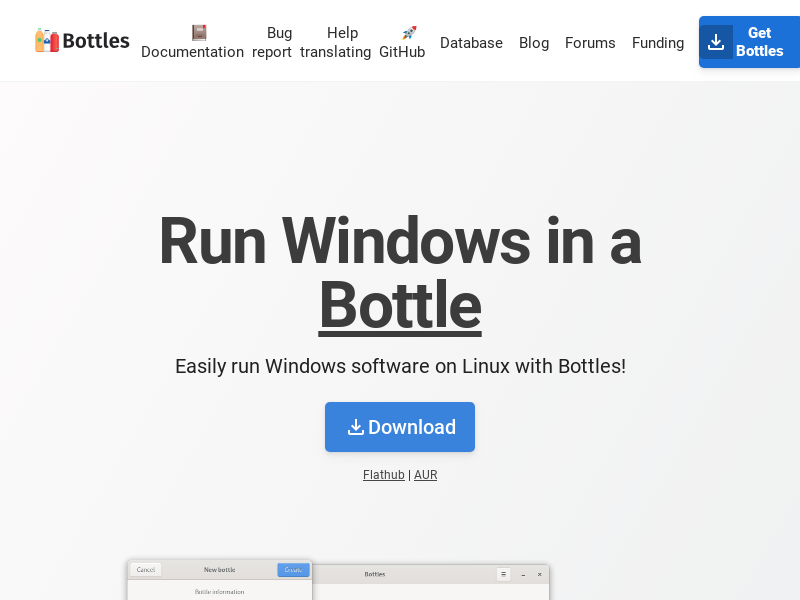 Bottles
Documentation
Bug
report
Help
translating
GitHub
Database
Blog
Forums
Funding
Get
Bottles
Run Windows in a
Bottle
Easily run Windows software on Linux with Bottles!
Download
Flathub | AUR
Cancel
New bottle
Create
Bottles
Bottle information